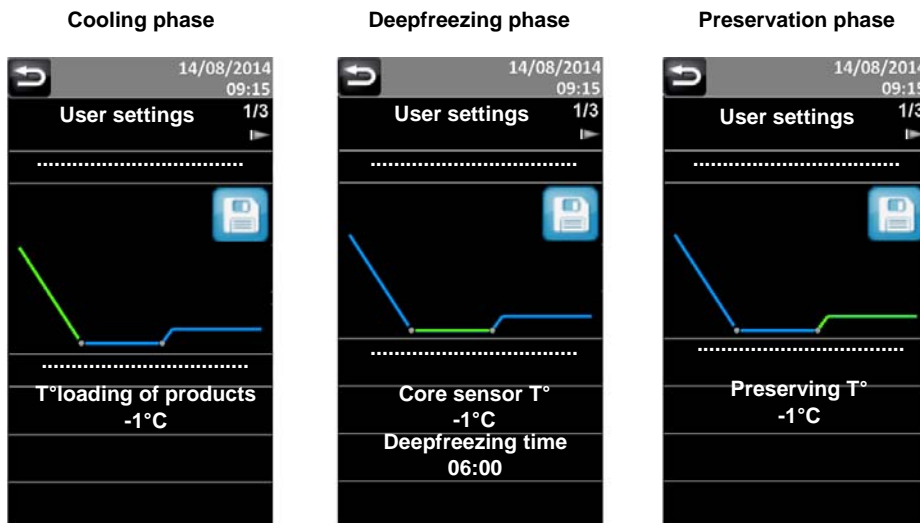 Cooling phase
Deepfreezing phase
Preservation phase
14/08/2014
09:15
User settings
1/3
T°loading of products
-1°C
14/08/2014
09:15
User settings
1/3
Core sensor T°
-1°C
Deepfreezing time
06:00
14/08/2014
09:15
User settings
1/3
Preserving T°
-1°C